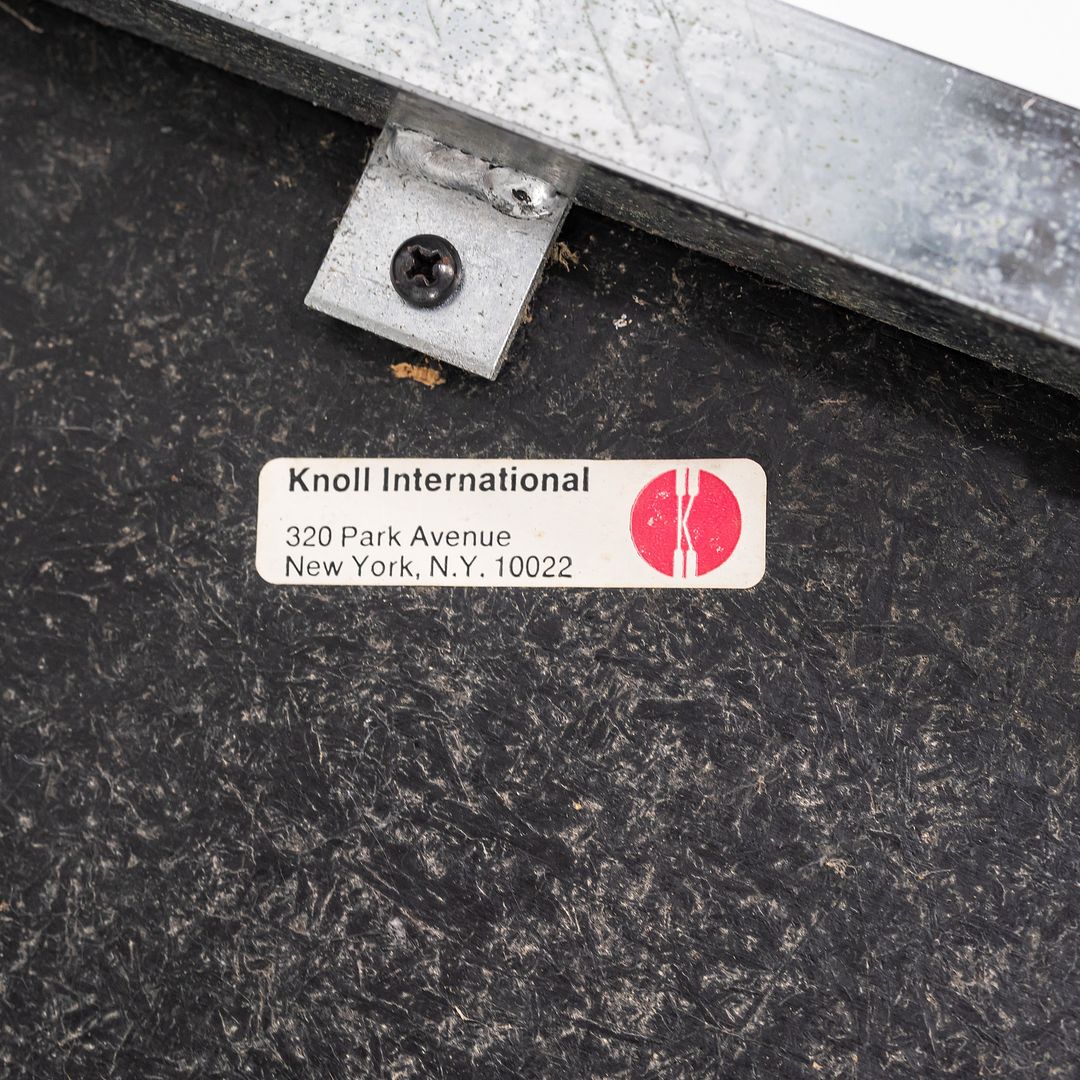 Knoll International
320 Park Avenue
New York, N.Y. 10022
K